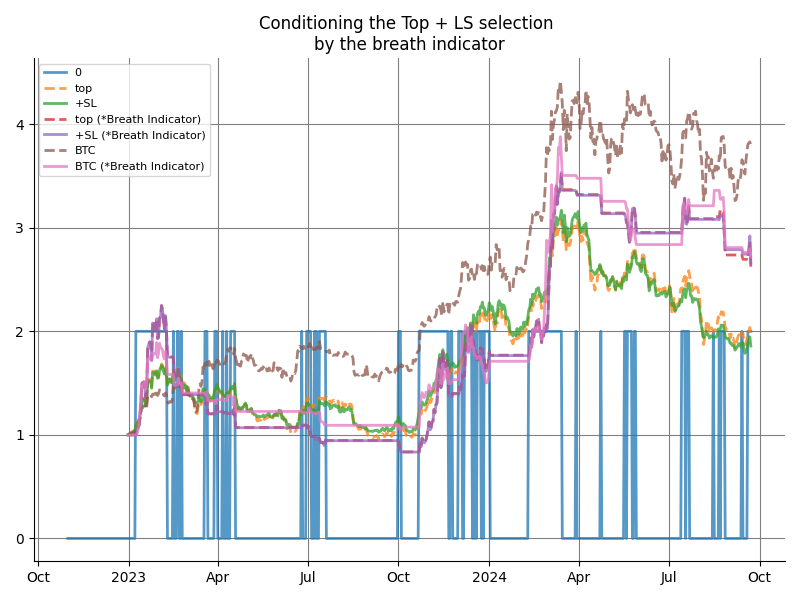 Conditioning the Top + LS selection
by the breath indicator
0
top
+SL
top (*Breath Indicator)
+SL (*Breath Indicator)
BTC
BTC (*Breath Indicator)
4
3
2
1
0
Oct
2023
Apr
Jul
Oct
2024
Apr
Jul
Oct